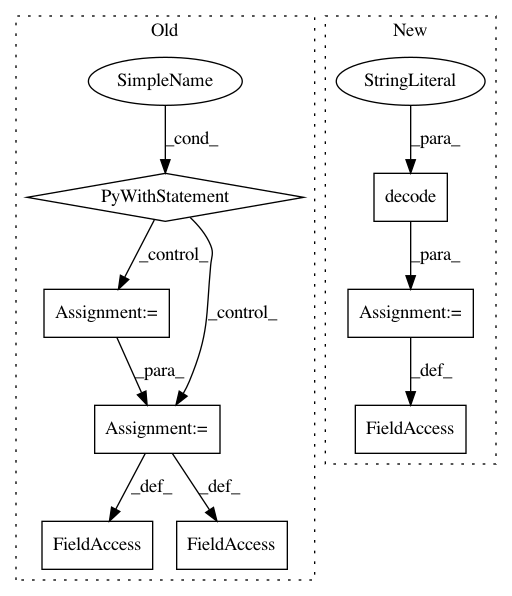 Old
New
SimpleName
StringLiteral
_cond_
_para_
PyWithStatement
decode
_control_
_control_
_para_
Assignment:=
Assignment:=
_para_
_def_
Assignment:=
FieldAccess
_def_
_def_
FieldAccess
FieldAccess